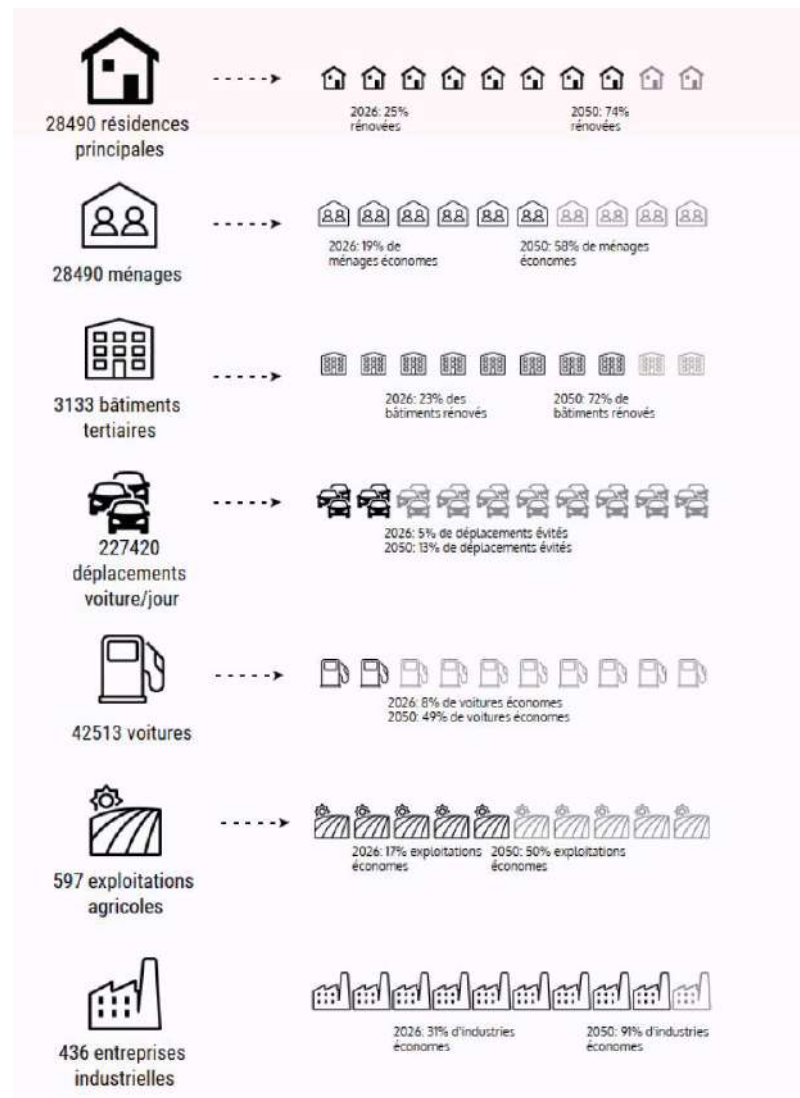 28490 résidences
principales
2026: 25%
rénovées
2050: 74%
rénovées
28490 ménages
2026: 19% de
ménages économes
2050: 58% de ménages
économes
3133 bâtiments
tertiaires
2026: 23% des
bâtiments rénovés
2050: 72% de
bâtiments rénovés
227420
déplacements
voiture/jour
2026: 5% de déplacements évités
2050: 13% de déplacements évités
42513 voitures
2026: 8% de voitures économes
2050: 49% de voitures économes
597 exploitations
agricoles
2026: 17% exploitations
économes
2050: 50% exploitations
économes
436 entreprises
industrielles
2026: 31% d'industries
économes
2050: 91% d'industries
économes